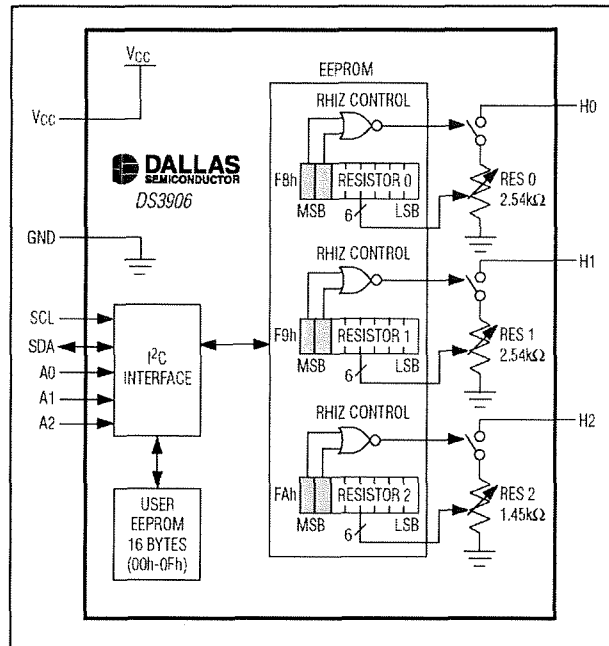 VCC
VCC
DALLAS
SEMICONDUCTOR
DS3906
GND
SCL
SDA
A0
A1
A2
I²C
INTERFACE
USER
EEPROM
16 BYTES
(00h-0Fh)
EEPROM
RHIZ CONTROL
F8h
RESISTOR 0
MSB
LSB
6
H0
RES 0
2.54kΩ
RHIZ CONTROL
F9h
RESISTOR 1
MSB
LSB
6
H1
RES 1
2.54kΩ
RHIZ CONTROL
FAh
RESISTOR 2
MSB
LSB
6
H2
RES 2
1.45kΩ